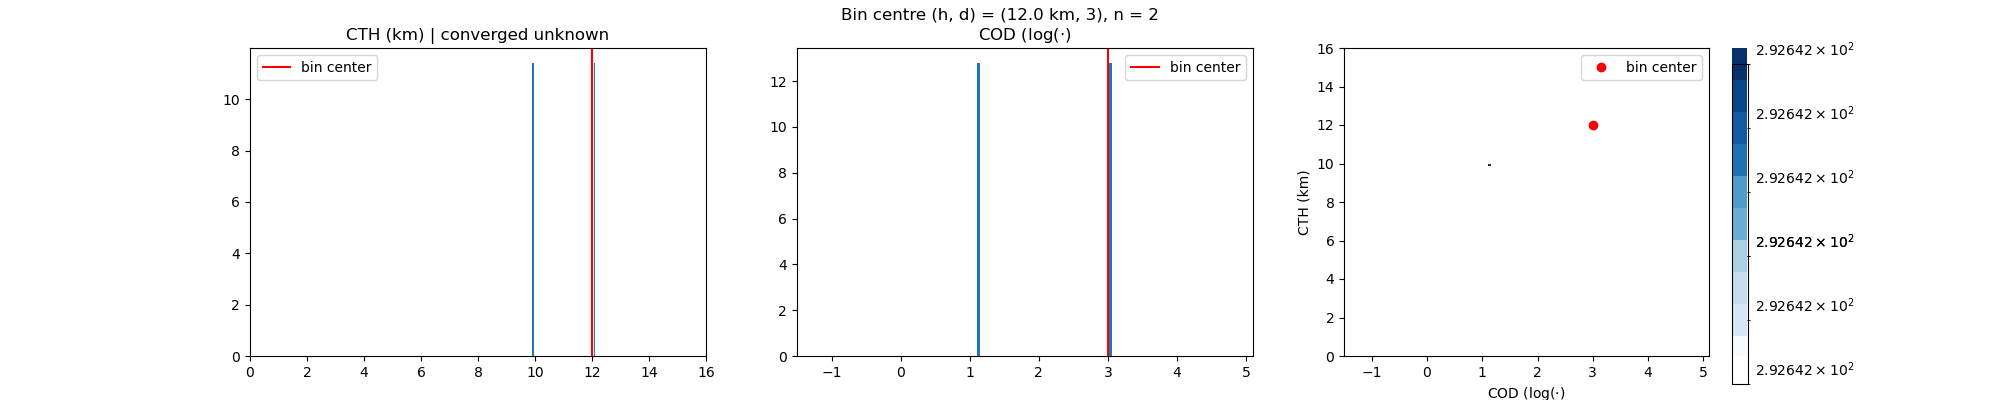 Bin centre (h, d) = (12.0 km, 3), n = 2
CTH (km) | converged unknown
bin center
10
8
6
4
2
0
0 2 4 6 8 10 12 14 16
COD (log(·)
bin center
12
10
8
6
4
2
0
−1 0 1 2 3 4 5
bin center
CTH (km)
16
14
12
10
8
6
4
2
0
−1 0 1 2 3 4 5
COD (log(·)
2.92642 × 10²
2.92642 × 10²
2.92642 × 10²
2.92642 × 10²
2.92642 × 10²
2.92642 × 10²